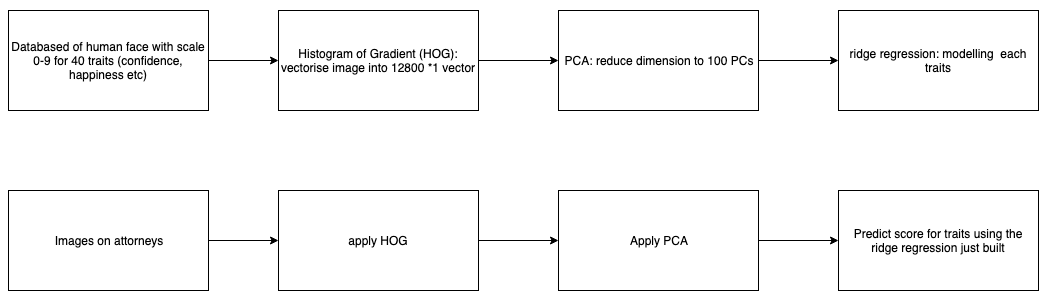 Databased of human face with scale
0-9 for 40 traits (confidence,
happiness etc)
Histogram of Gradient (HOG):
vectorise image into 12800 *1 vector
PCA: reduce dimension to 100 PCs
ridge regression: modelling  each
traits
Images on attorneys
apply HOG
Apply PCA
Predict score for traits using the
ridge regression just built